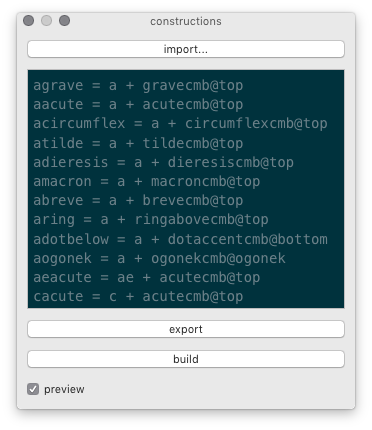 constructions
import...
agrave = a + gravecmb@top
aacute = a + acutecmb@top
acircumflex = a + circumflexcmb@top
atilde = a + tildecmb@top
adieresis = a + dieresiscmb@top
amacron = a + macroncmb@top
abreve = a + brevecmb@top
aring = a + ringabovecmb@top
adotbelow = a + dotaccentcmb@bottom
aogonek = a + ogonekcmb@ogonek
aeacute = ae + acutecmb@top
cacute = c + acutecmb@top
export
build
preview